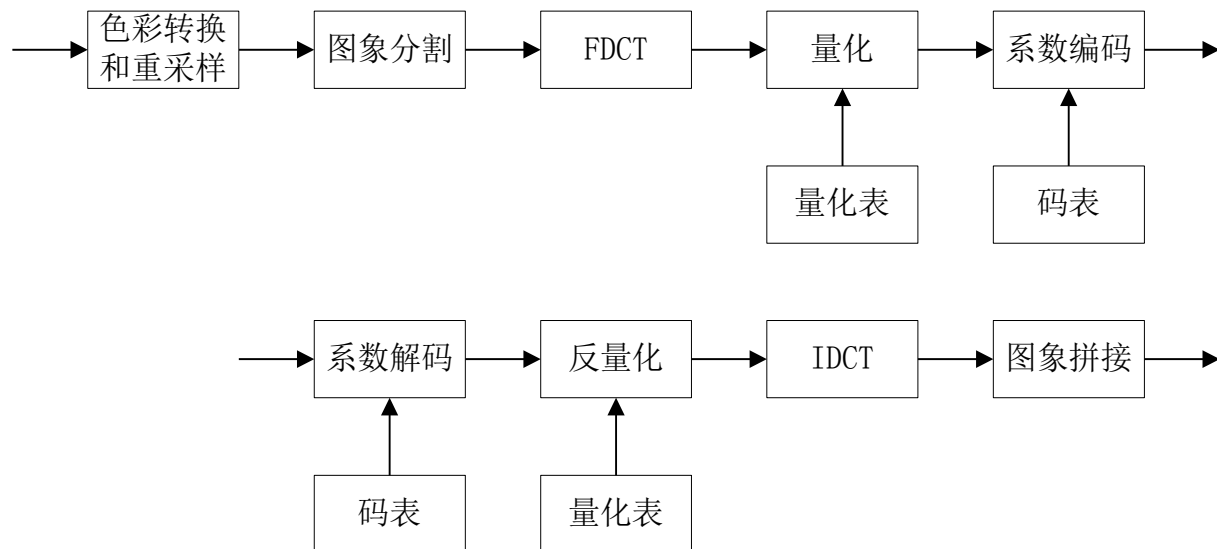 色彩转换
和重采样
图象分割
FDCT
量化
系数编码
量化表
码表
系数解码
反量化
IDCT
图象拼接
码表
量化表